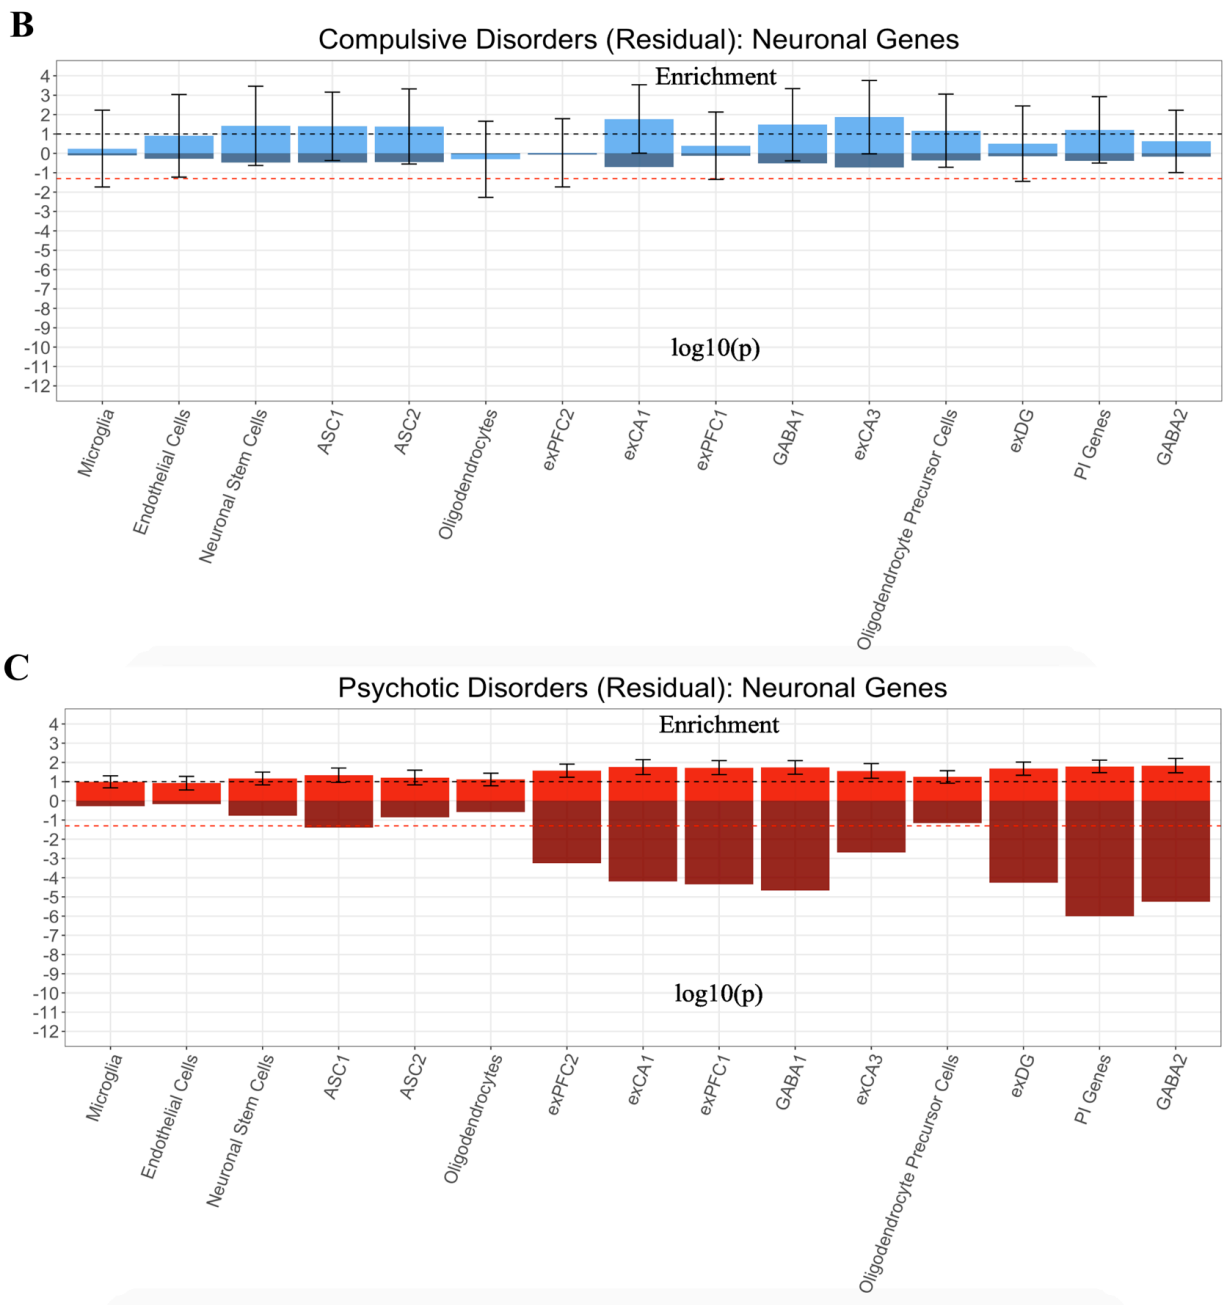 B
Compulsive Disorders (Residual): Neuronal Genes
Enrichment
4
3
2
1
0
-1
-2
-3
-4
-5
-6
-7
-8
-9
-10
-11
-12
log10(p)
Microglia
Endothelial Cells
Neuronal Stem Cells
ASC1
ASC2
Oligodendrocytes
exPFC2
exCA1
exPFC1
GABA1
exCA3
Oligodendrocyte Precursor Cells
exDG
PI Genes
GABA2
C
Psychotic Disorders (Residual): Neuronal Genes
Enrichment
4
3
2
1
0
-1
-2
-3
-4
-5
-6
-7
-8
-9
-10
-11
-12
log10(p)
Microglia
Endothelial Cells
Neuronal Stem Cells
ASC1
ASC2
Oligodendrocytes
exPFC2
exCA1
exPFC1
GABA1
exCA3
Oligodendrocyte Precursor Cells
exDG
PI Genes
GABA2